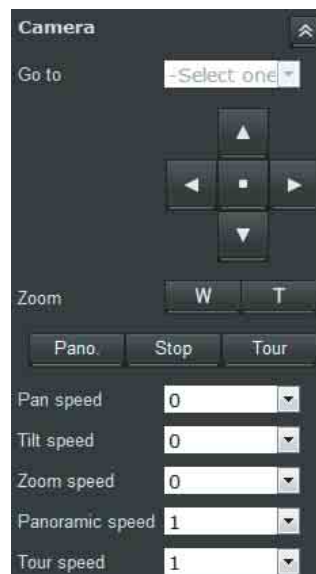 Camera
Go to -Select one
Zoom W T
Pano. Stop Tour
Pan speed 0
Tilt speed 0
Zoom speed 0
Panoramic speed 1
Tour speed 1